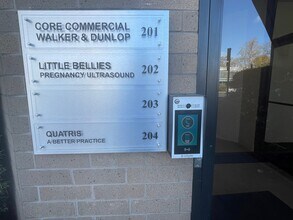 CORE COMMERCIAL
WALKER & DUNLOP 201
LITTLE BELLIES
PREGNANCY/ULTRASOUND 202
203
QUATRIS
A BETTER PRACTICE 204